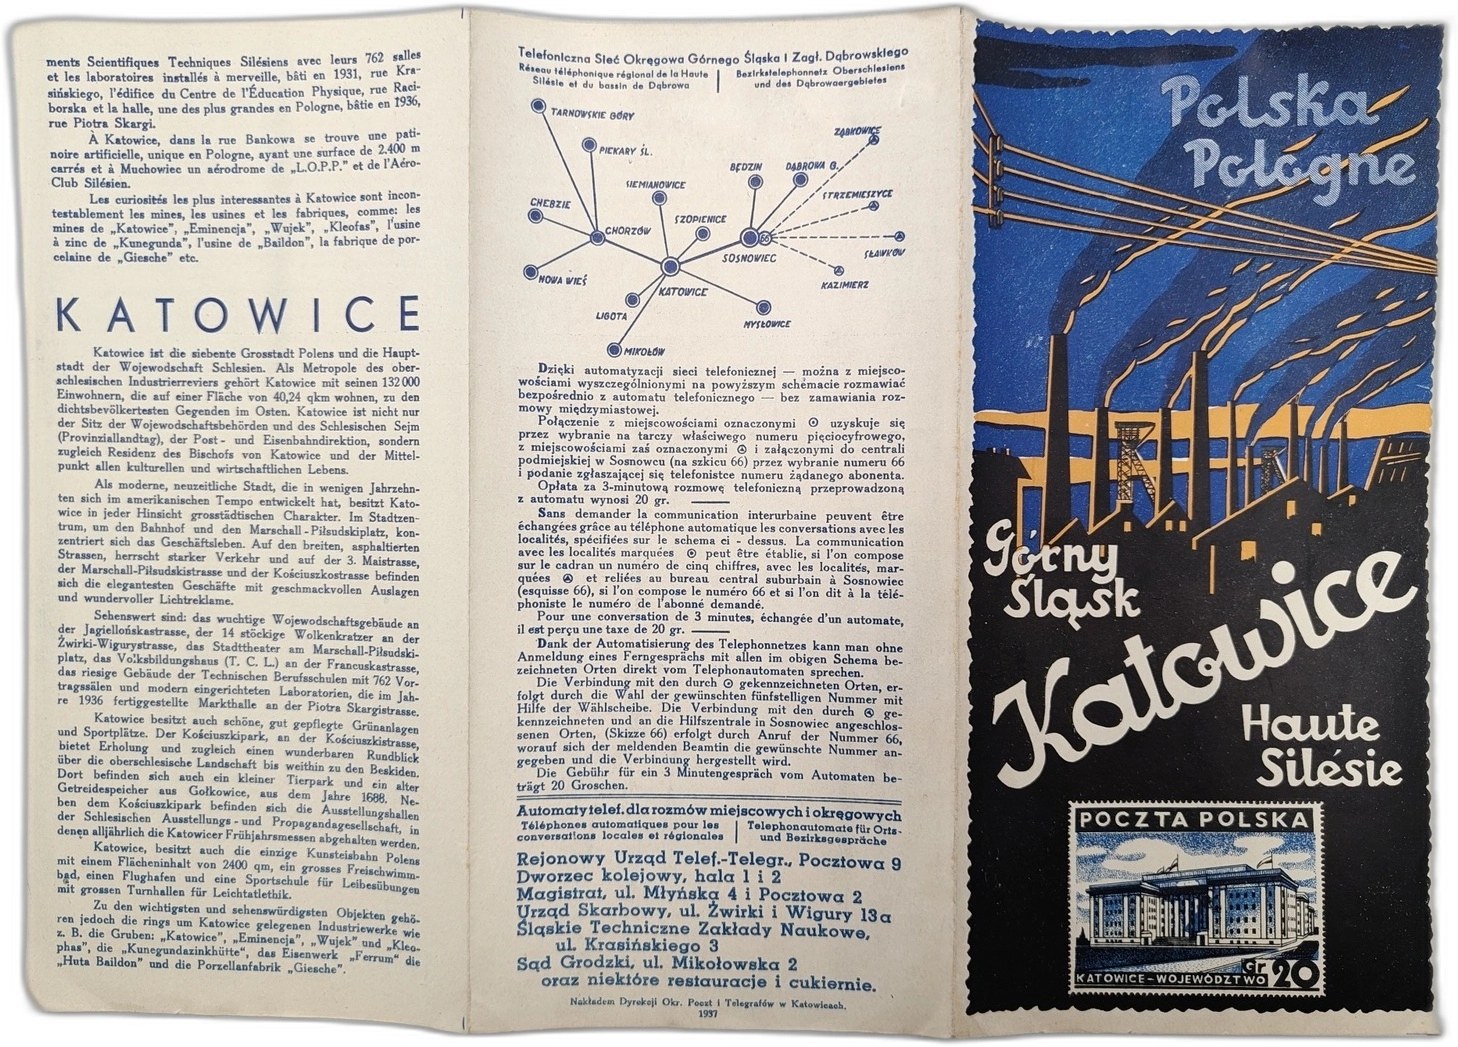 ments Scientifiques Techniques Silésiens avec leurs 762 salles
et les laboratoires installés à merveille, bâti en 1931, rue Kra-
sińskiego, l'édifice du Centre de l'Éducation Physique, rue Raci-
borska et la halle, une des plus grandes en Pologne, bâtie en 1936,
rue Piotra Skargi.
À Katowice, dans la rue Bankowa se trouve une pati-
noire artificielle, unique en Pologne, ayant une surface de 2.400 m
carrés et à Muchowiec un aérodrome de „L.O.P.P." et de l'Aéro-
Club Silésien.
Les curiosités les plus interessantes à Katowice sont incon-
testablement les mines, les usines et les fabriques, comme: les
mines de „Katowice", „Eminencja", „Wujek", „Kleofas", l'usine
à zinc de „Kunegunda", l'usine de „Baildon", la fabrique de por-
celaine de „Giesche" etc.
KATOWICE
Katowice ist die siebente Grosstadt Polens und die Haupt-
stadt der Wojewodschaft Schlesien. Als Metropole des ober-
schlesischen Industrierreviers gehört Katowice mit seinen 132 000
Einwohnern, die auf einer Fläche von 40,24 qkm wohnen, zu den
dichtsbevölkertesten Gegenden im Osten. Katowice ist nicht nur
der Sitz der Wojewodschaftsbehörden und des Schlesischen Sejm
(Provinziallandtag), der Post - und Eisenbahndirektion, sondern
zugleich Residenz des Bischofs von Katowice und der Mittel-
punkt allen kulturellen und wirtschaftlichen Lebens.
Als moderne, neuzeitliche Stadt, die in wenigen Jahrzehn-
ten sich im amerikanischen Tempo entwickelt hat, besitzt Kato-
wice in jeder Hinsicht grosstädtischen Charakter. Im Stadtzen-
trum, um den Bahnhof und den Marschall-Piłsudskiplatz, kon-
zentriert sich das Geschäftsleben. Auf den breiten, asphaltierten
Strassen, herrscht starker Verkehr und auf der 3. Maistrasse,
der Marschall-Piłsudskistrasse und der Kościuszkostrasse befinden
sich die elegantesten Geschäfte mit geschmackvollen Auslagen
und wundervoller Lichtreklame.
Sehenswert sind: das wuchtige Wojewodschaftsgebäude an
der Jagiellońskastrasse, der 14 stöckige Wolkenkratzer an der
Żwirki-Wigurystrasse, das Stadttheater am Marschall-Piłsudski-
platz, das Volksbildungshaus (T. C. L.) an der Francuskastrasse,
das riesige Gebäude der Technischen Berufsschulen mit 762 Vor-
tragssälen und modern eingerichteten Laboratorien, die im Jah-
re 1936 fertiggestellte Markthalle an der Piotra Skargistrasse.
Katowice besitzt auch schöne, gut gepflegte Grünanlagen
und Sportplätze. Der Kościuszkipark, an der Kościuszkistrasse,
bietet Erholung und zugleich einen wunderbaren Rundblick
über die oberschlesische Landschaft bis weithin zu den Beskiden.
Dort befinden sich auch ein kleiner Tierpark und ein alter
Getreidespeicher aus Gołkowice, aus dem Jahre 1688. Ne-
ben dem Kościuszkipark befinden sich die Ausstellungshallen
der Schlesischen Ausstellungs - und Propagandagesellschaft, in
denen alljährlich die Katowicer Frühjahrsmessen abgehalten werden.
Katowice, besitzt auch die einzige Kunsteisbahn Polens
mit einem Flächeninhalt von 2400 qm, ein grosses Freischwimm-
bad, einen Flughafen und eine Sportschule für Leibesübungen
mit grossen Turnhallen für Leichtatlethik.
Zu den wichtigsten und sehenswürdigsten Objekten gehö-
ren jedoch die rings um Katowice gelegenen Industriewerke wie
z. B. die Gruben: „Katowice", „Eminencja", „Wujek" und „Kleo-
phas", die „Kunegundazinkhütte", das Eisenwerk „Ferrum" die
„Huta Baildon" und die Porzellanfabrik „Giesche".
Telefoniczna Sieć Okręgowa Górnego Śląska i Zagł. Dąbrowskiego
Réseau téléphonique régional de la Haute
Silésie et du bassin de Dąbrowa
Bezirkstelephonnetz Oberschlesiens
und des Dąbrowaergebietes
TARNOWSKIE GÓRY
PIEKARY ŚL.
SIEMIANOWICE
BĘDZIN
DĄBROWA G.
ZĄBKOWICE
STRZEMIESZYCE
CHEBZIE
CHORZÓW
SZOPIENICE
66
SOSNOWIEC
SŁAWKÓW
NOWA WIEŚ
KATOWICE
KAZIMIERZ
LIGOTA
MYSŁOWICE
MIKOŁÓW
Dzięki automatyzacji sieci telefonicznej — można z miejsco-
wościami wyszczególnionymi na powyższym schemacie rozmawiać
bezpośrednio z automatu telefonicznego — bez zamawiania roz-
mowy międzymiastowej.
Połączenie z miejscowościami oznaczonymi ⊙ uzyskuje się
przez wybranie na tarczy właściwego numeru pięciocyfrowego,
z miejscowościami zaś oznaczonymi ◬ i załączonymi do centrali
podmiejskiej w Sosnowcu (na szkicu 66) przez wybranie numeru 66
i podanie zgłaszającej się telefonistce numeru żądanego abonenta.
Opłata za 3-minutową rozmowę telefoniczną przeprowadzoną
z automatu wynosi 20 gr.
Sans demander la communication interurbaine peuvent être
échangées grâce au téléphone automatique les conversations avec les
localités, spécifiées sur le schema ci - dessus. La communication
avec les localités marquées ⊙ peut être établie, si l'on compose
sur le cadran un numéro de cinq chiffres, avec les localités, mar-
quées ◬ et reliées au bureau central suburbain à Sosnowiec
(esquisse 66), si l'on compose le numéro 66 et si l'on dit à la télé-
phoniste le numéro de l'abonné demandé.
Pour une conversation de 3 minutes, échangée d'un automate,
il est perçu une taxe de 20 gr.
Dank der Automatisierung des Telephonnetzes kann man ohne
Anmeldung eines Ferngesprächs mit allen im obigen Schema be-
zeichneten Orten direkt vom Telephonautomaten sprechen.
Die Verbindung mit den durch ⊙ gekennzeichneten Orten, er-
folgt durch die Wahl der gewünschten fünfstelligen Nummer mit
Hilfe der Wählscheibe. Die Verbindung mit den durch ◬ ge-
kennzeichneten und an die Hilfszentrale in Sosnowiec angeschlos-
senen Orten, (Skizze 66) erfolgt durch Anruf der Nummer 66,
worauf sich der meldenden Beamtin die gewünschte Nummer an-
gegeben und die Verbindung hergestellt wird.
Die Gebühr für ein 3 Minutengespräch vom Automaten be-
trägt 20 Groschen.
Automaty telef. dla rozmów miejscowych i okręgowych
Téléphones automatiques pour les
conversations locales et régionales
Telephonautomate für Orts-
und Bezirksgespräche
Rejonowy Urząd Telef.-Telegr., Pocztowa 9
Dworzec kolejowy, hala 1 i 2
Magistrat, ul. Młyńska 4 i Pocztowa 2
Urząd Skarbowy, ul. Żwirki i Wigury 13a
Śląskie Techniczne Zakłady Naukowe,
ul. Krasińskiego 3
Sąd Grodzki, ul. Mikołowska 2
oraz niektóre restauracje i cukiernie.
Nakładem Dyrekcji Okr. Poczt i Telegrafów w Katowicach.
1937
Polska
Pologne
Górny
Śląsk
Katowice
Haute
Silésie
POCZTA POLSKA
KATOWICE-WOJEWÓDZTWO
Gr 20